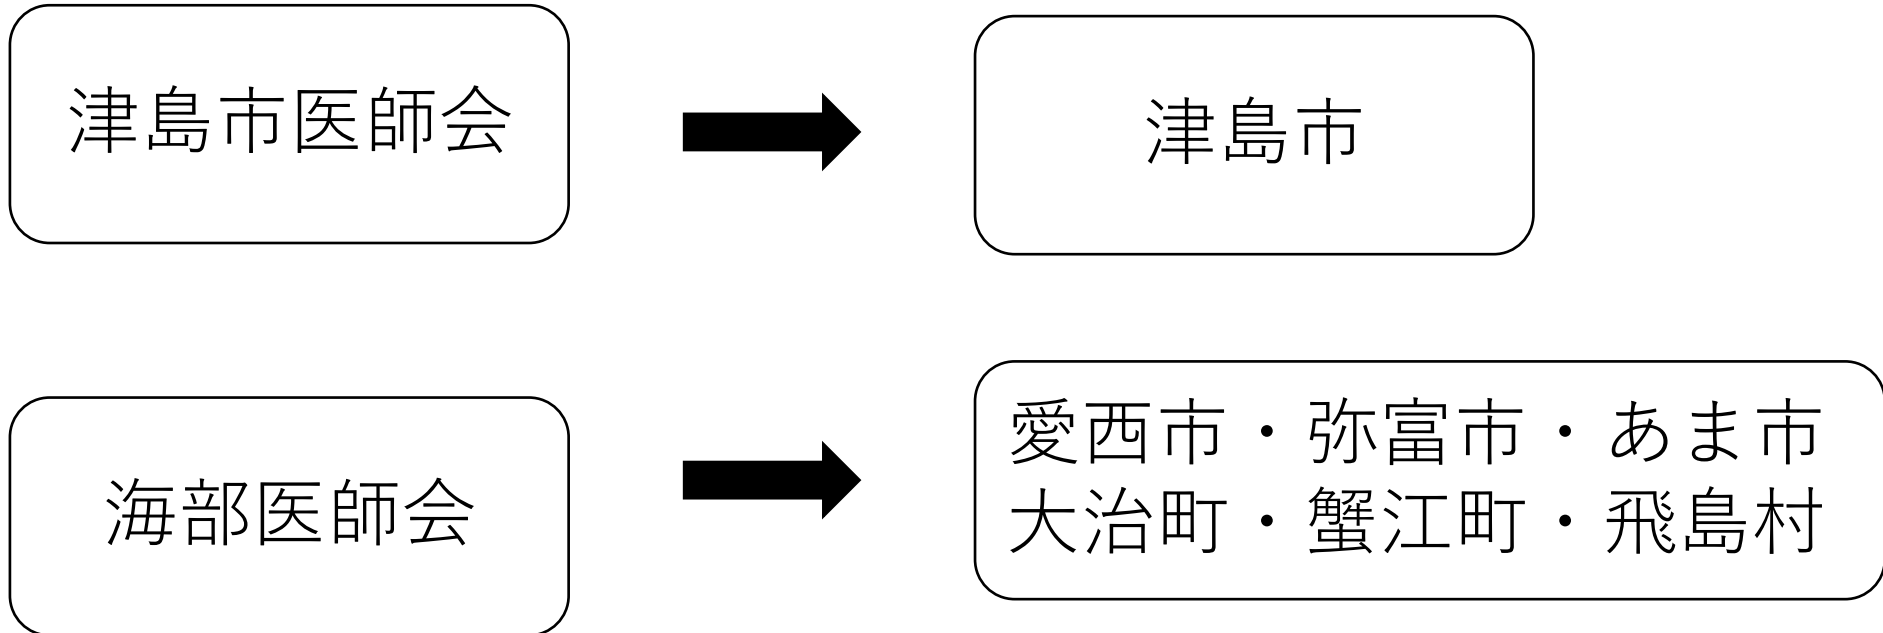 津島市医師会
津島市
海部医師会
愛西市・弥富市・あま市
大治町・蟹江町・飛島村